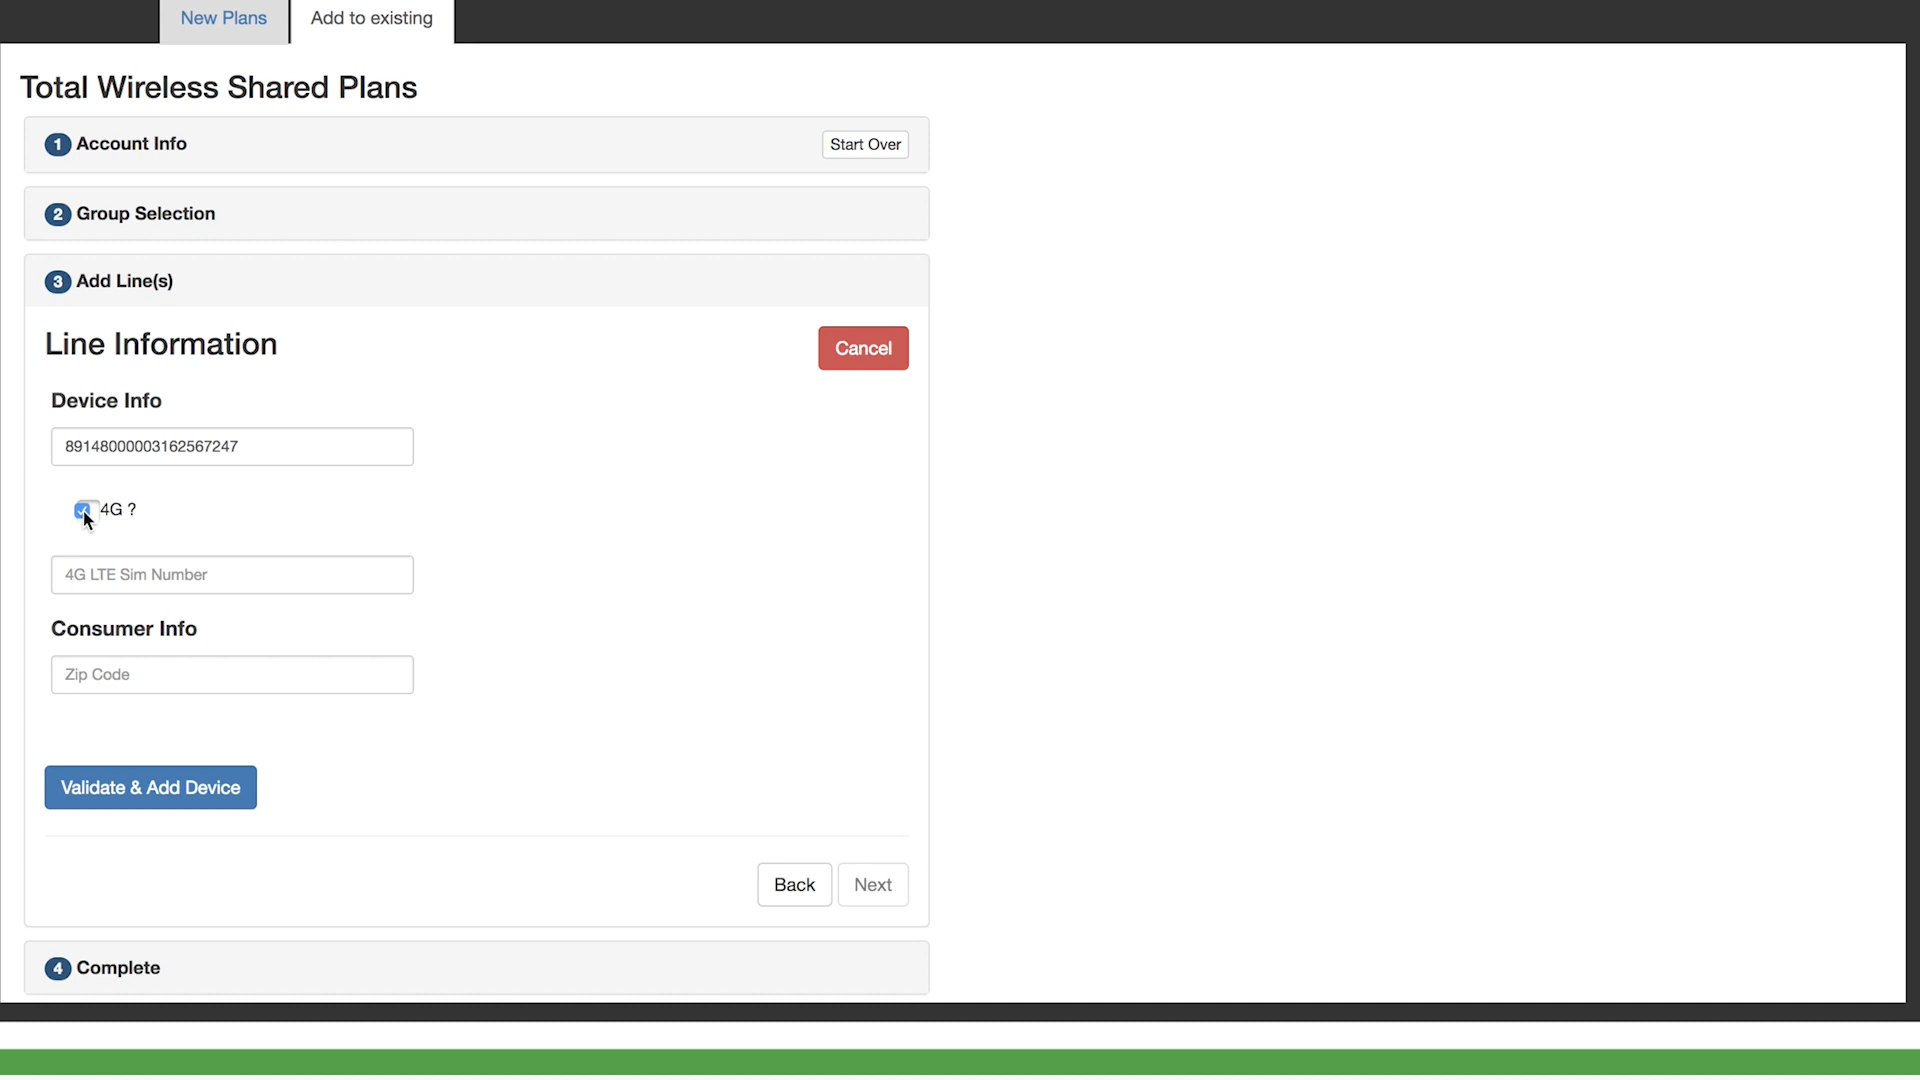 New Plans
Add to existing
Total Wireless Shared Plans
1 Account Info
Start Over
2 Group Selection
3 Add Line(s)
Line Information
Cancel
Device Info
89148000003162567247
4G ?
4G LTE Sim Number
Consumer Info
Zip Code
Validate & Add Device
Back
Next
4 Complete